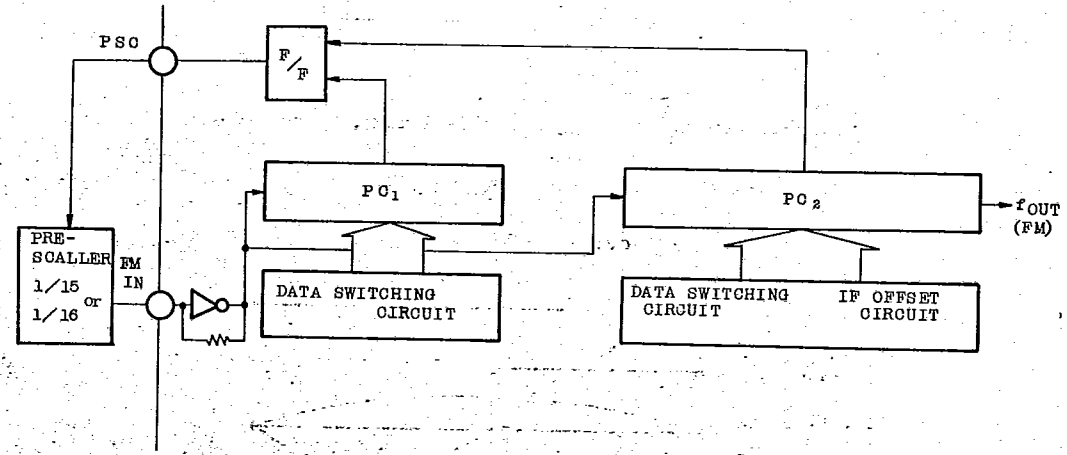 PSC
F/F
PC1
PC2
fOUT
(FM)
PRE-
SCALLER
1/15
or
1/16
FM
IN
DATA SWITCHING
CIRCUIT
DATA SWITCHING
CIRCUIT
IF OFFSET
CIRCUIT